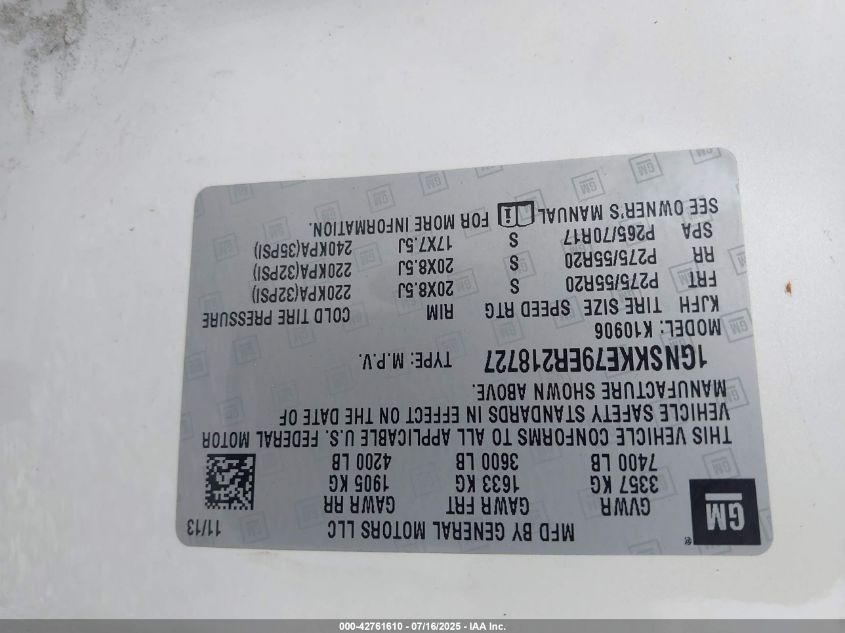 GM ®
MFD BY GENERAL MOTORS LLC 11/13
GVWR GAWR FRT GAWR RR
3357 KG 1633 KG 1905 KG
7400 LB 3600 LB 4200 LB
THIS VEHICLE CONFORMS TO ALL APPLICABLE U.S. FEDERAL MOTOR
VEHICLE SAFETY STANDARDS IN EFFECT ON THE DATE OF
MANUFACTURE SHOWN ABOVE.
1GNSKKE79ER218727 TYPE: M.P.V.
MODEL: K10906
KJFH TIRE SIZE SPEED RTG RIM COLD TIRE PRESSURE
FRT P275/55R20 S 20X8.5J 220KPA(32PSI)
RR P275/55R20 S 20X8.5J 220KPA(32PSI)
SPA P265/70R17 S 17X7.5J 240KPA(35PSI)
SEE OWNER'S MANUAL FOR MORE INFORMATION.
000-42761610 - 07/16/2025 - IAA Inc.